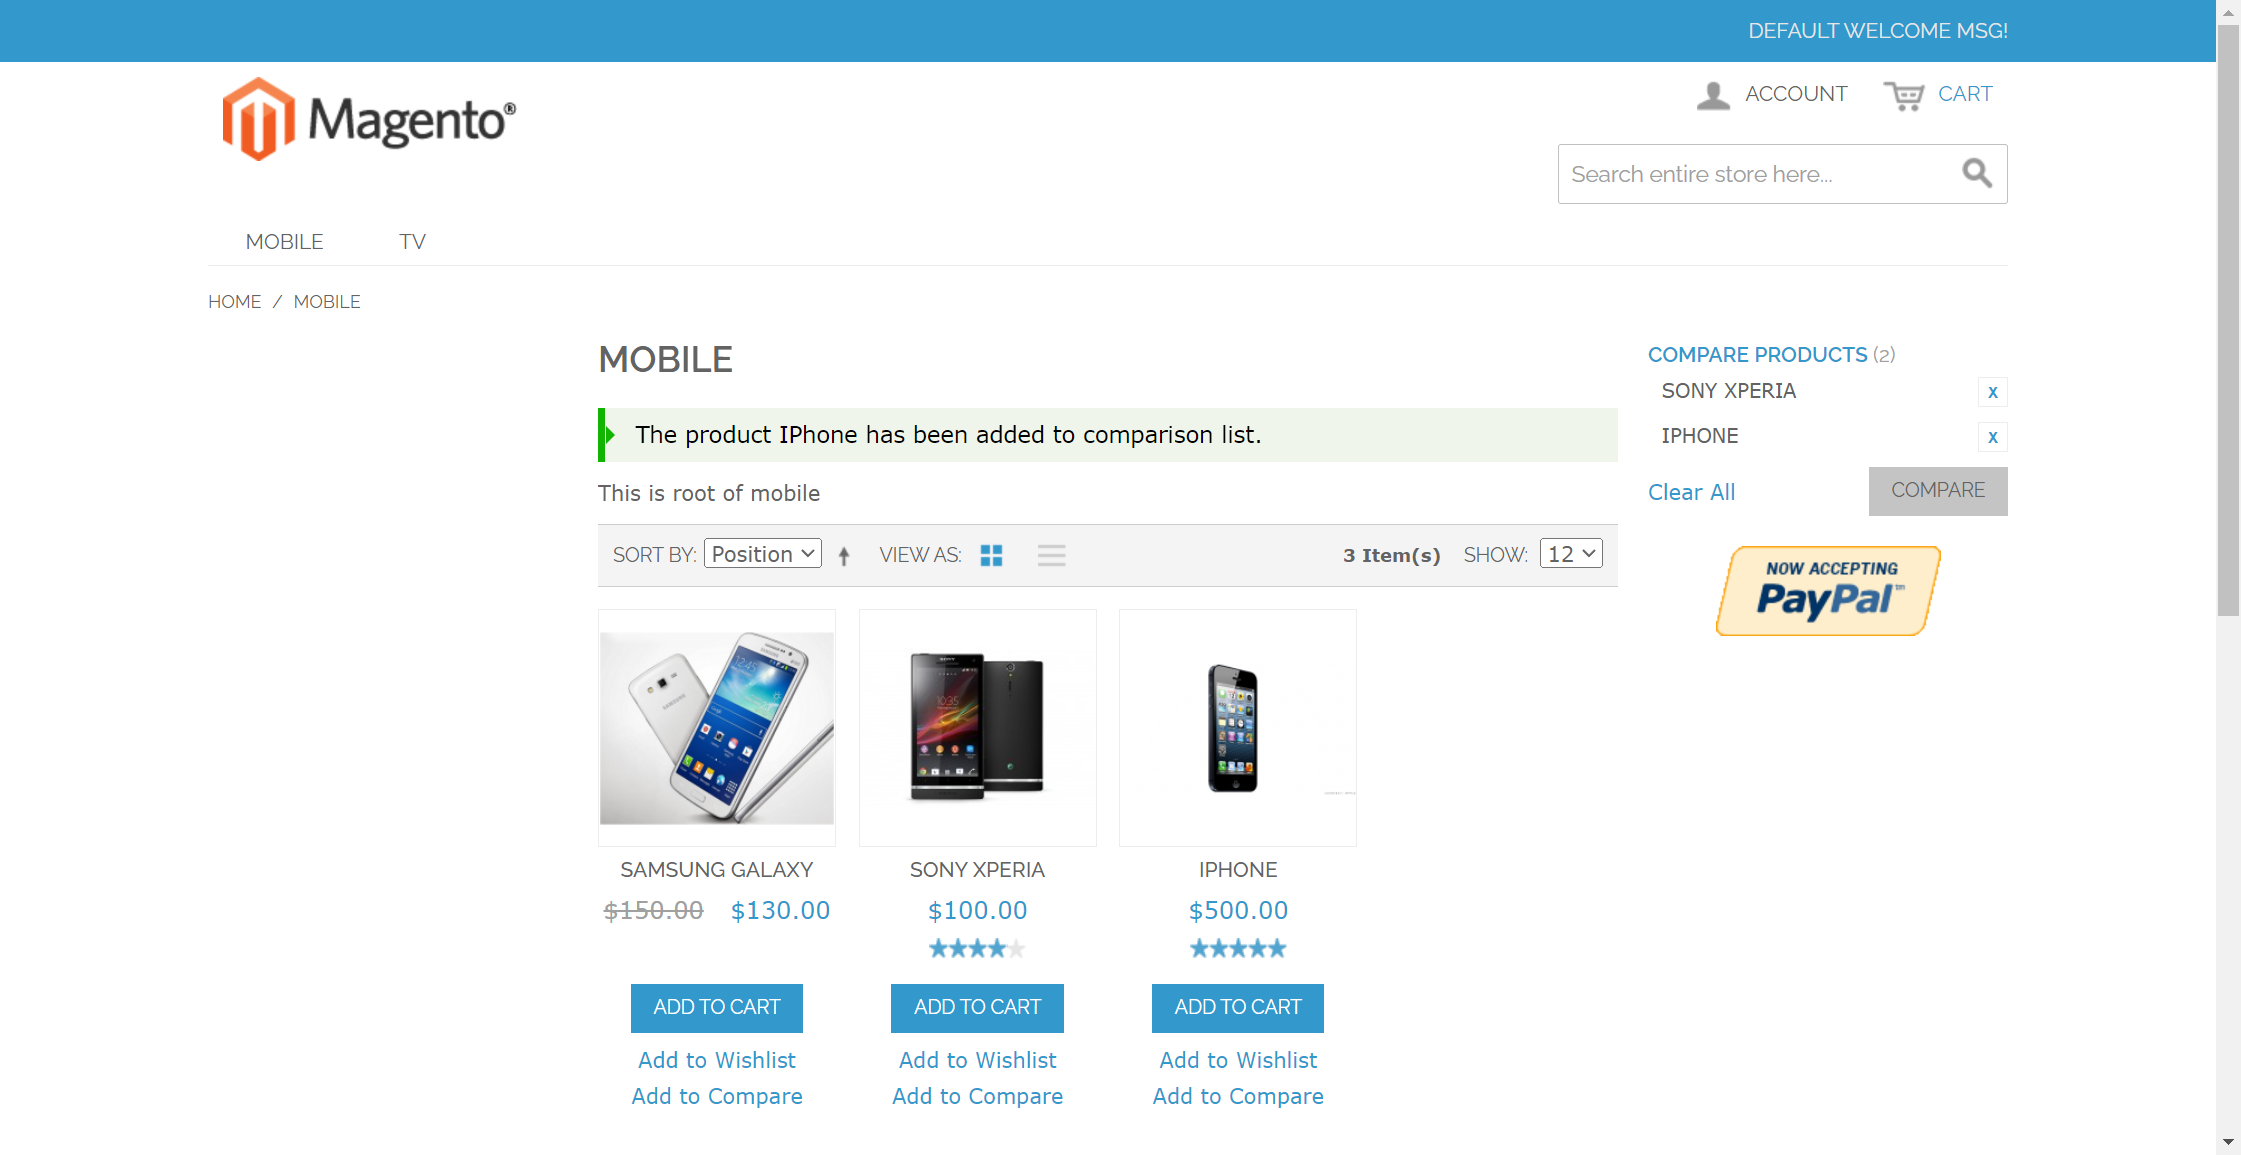 DEFAULT WELCOME MSG!
Magento®
ACCOUNT
CART
Search entire store here...
MOBILE
TV
HOME / MOBILE
MOBILE
The product IPhone has been added to comparison list.
This is root of mobile
SORT BY: Position
VIEW AS:
3 Item(s)
SHOW: 12
COMPARE PRODUCTS (2)
SONY XPERIA
x
IPHONE
x
Clear All
COMPARE
NOW ACCEPTING
PayPal™
SAMSUNG GALAXY
$150.00 $130.00
ADD TO CART
Add to Wishlist
Add to Compare
SONY XPERIA
$100.00
ADD TO CART
Add to Wishlist
Add to Compare
IPHONE
$500.00
ADD TO CART
Add to Wishlist
Add to Compare